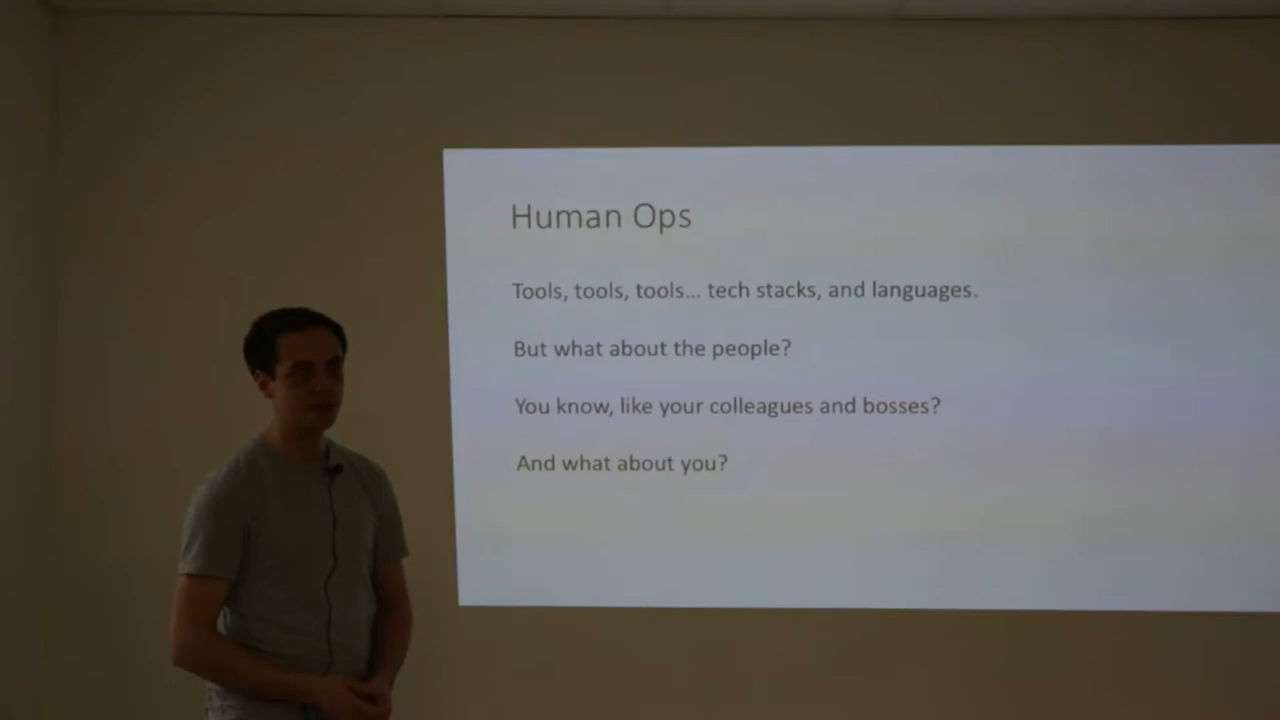 Human Ops
Tools, tools, tools... tech stacks, and languages.
But what about the people?
You know, like your colleagues and bosses?
And what about you?